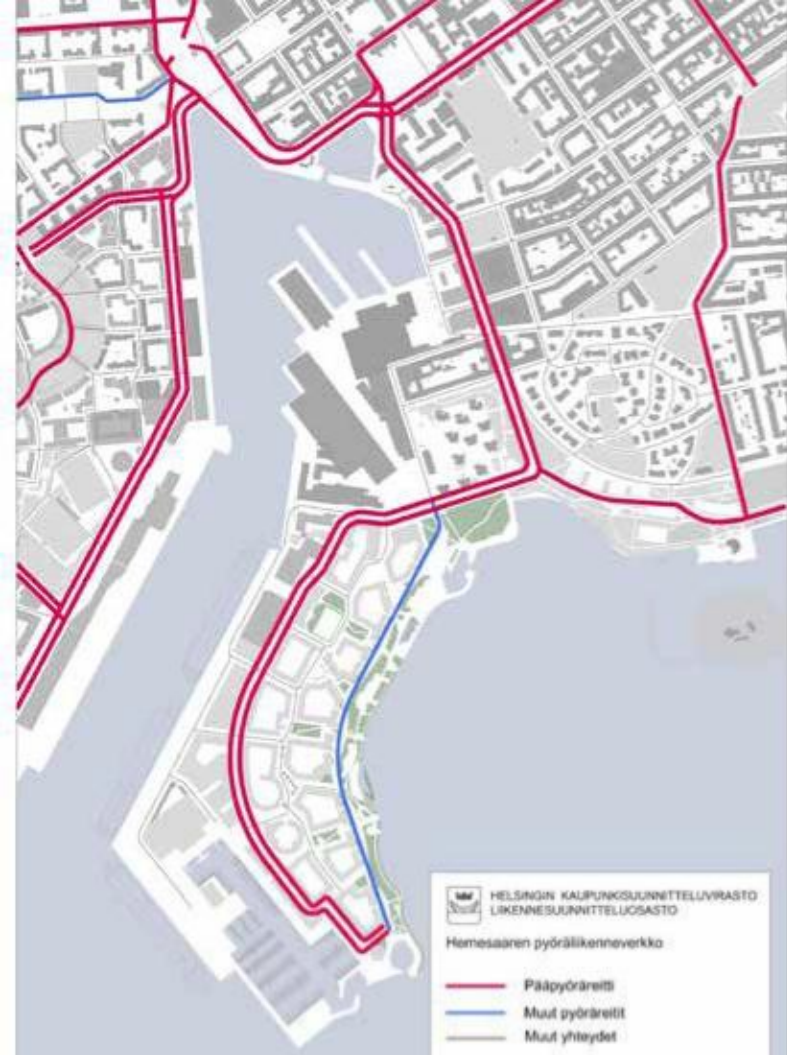 HELSINGIN KAUPUNKISUUNNITTELUVIRASTO
LIIKENNESUUNNITTELUOSASTO
Hernesaaren pyöräliikenneverkko
Pääpyöräreitti
Muut pyöräreitit
Muut yhteydet